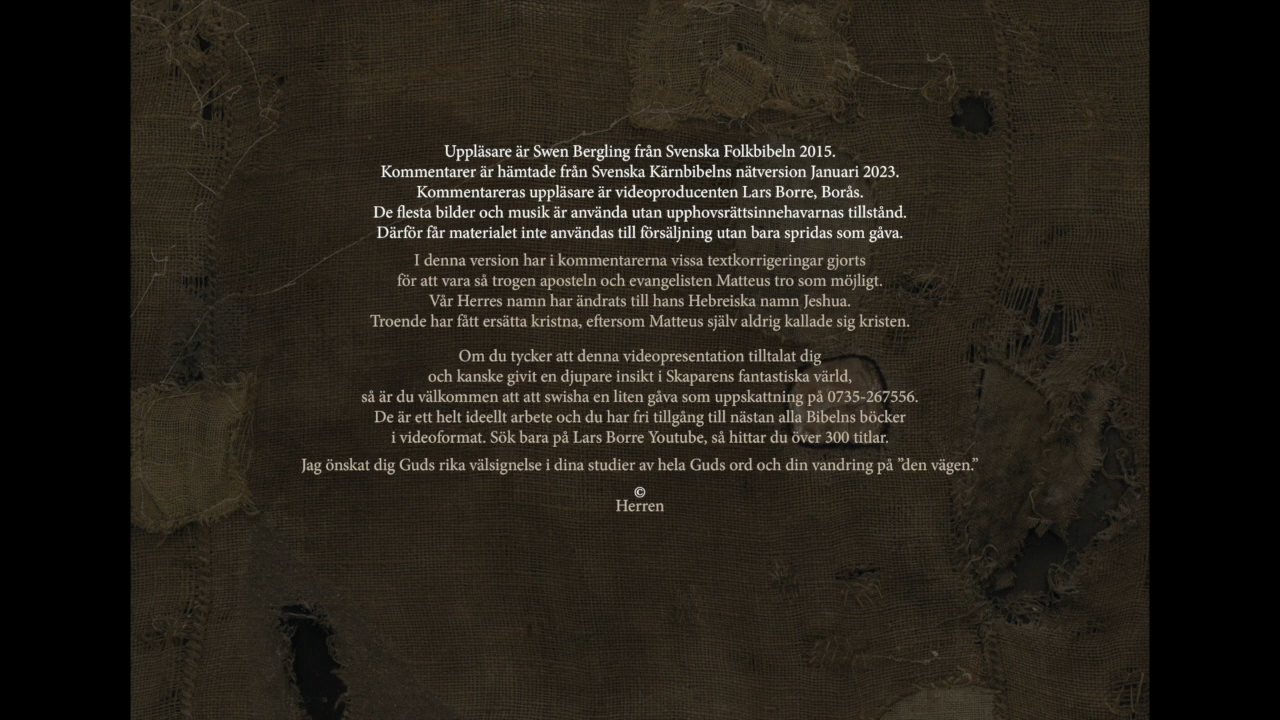 Uppläsare är Swen Bergling från Svenska Folkbibeln 2015.
Kommentarer är hämtade från Svenska Kärnbibelns nätversion Januari 2023.
Kommentareras uppläsare är videoproducenten Lars Borre, Borås.
De flesta bilder och musik är använda utan upphovsrättsinnehavarnas tillstånd.
Därför får materialet inte användas till försäljning utan bara spridas som gåva.
I denna version har i kommentarerna vissa textkorrigeringar gjorts
för att vara så trogen aposteln och evangelisten Matteus tro som möjligt.
Vår Herres namn har ändrats till hans Hebreiska namn Jeshua.
Troende har fått ersätta kristna, eftersom Matteus själv aldrig kallade sig kristen.
Om du tycker att denna videopresentation tilltalat dig
och kanske givit en djupare insikt i Skaparens fantastiska värld,
så är du välkommen att att swisha en liten gåva som uppskattning på 0735-267556.
De är ett helt ideellt arbete och du har fri tillgång till nästan alla Bibelns böcker
i videoformat. Sök bara på Lars Borre Youtube, så hittar du över 300 titlar.
Jag önskat dig Guds rika välsignelse i dina studier av hela Guds ord och din vandring på ”den vägen.”
©
Herren